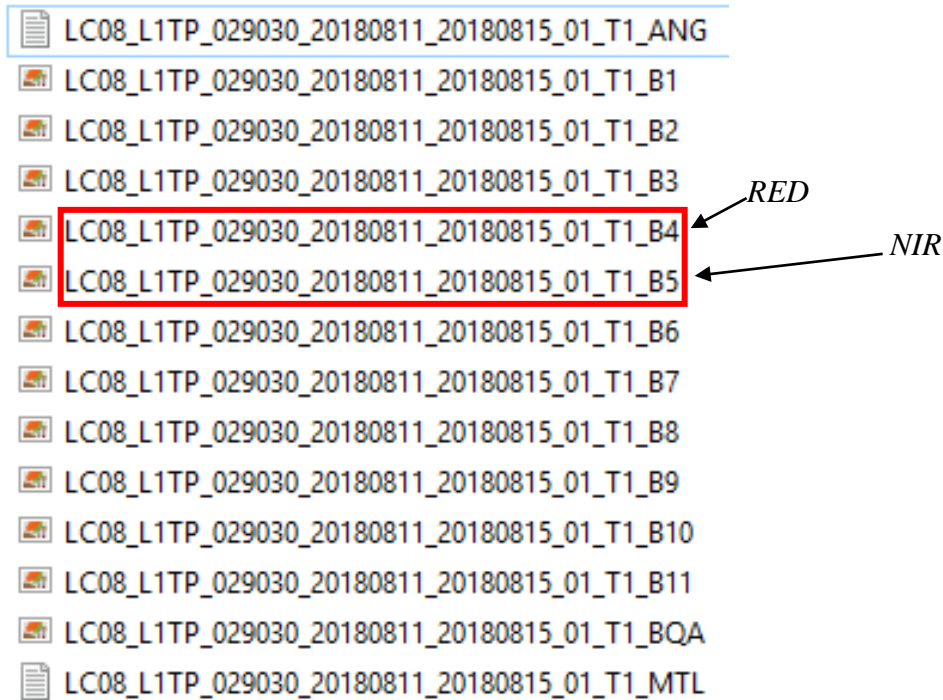 LC08_L1TP_029030_20180811_20180815_01_T1_ANG
LC08_L1TP_029030_20180811_20180815_01_T1_B1
LC08_L1TP_029030_20180811_20180815_01_T1_B2
LC08_L1TP_029030_20180811_20180815_01_T1_B3
RED
LC08_L1TP_029030_20180811_20180815_01_T1_B4
NIR
LC08_L1TP_029030_20180811_20180815_01_T1_B5
LC08_L1TP_029030_20180811_20180815_01_T1_B6
LC08_L1TP_029030_20180811_20180815_01_T1_B7
LC08_L1TP_029030_20180811_20180815_01_T1_B8
LC08_L1TP_029030_20180811_20180815_01_T1_B9
LC08_L1TP_029030_20180811_20180815_01_T1_B10
LC08_L1TP_029030_20180811_20180815_01_T1_B11
LC08_L1TP_029030_20180811_20180815_01_T1_BQA
LC08_L1TP_029030_20180811_20180815_01_T1_MTL